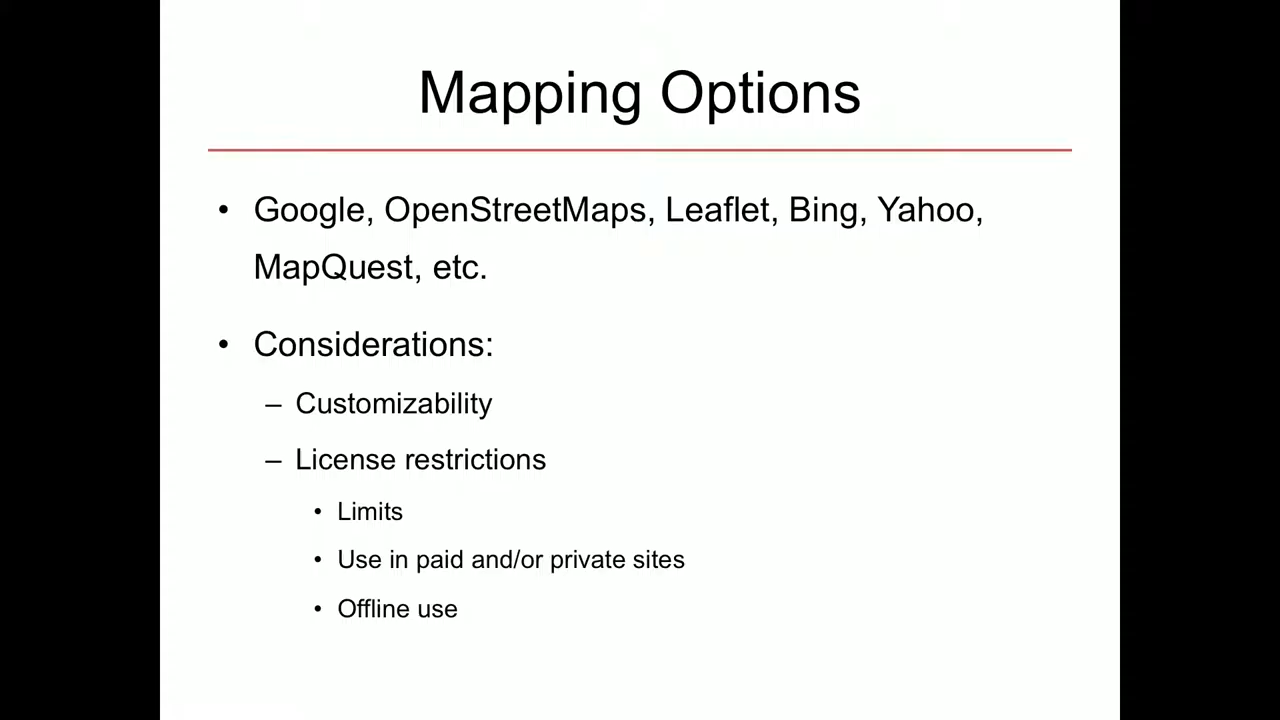 Mapping Options
• Google, OpenStreetMaps, Leaflet, Bing, Yahoo,
MapQuest, etc.
• Considerations:
– Customizability
– License restrictions
• Limits
• Use in paid and/or private sites
• Offline use